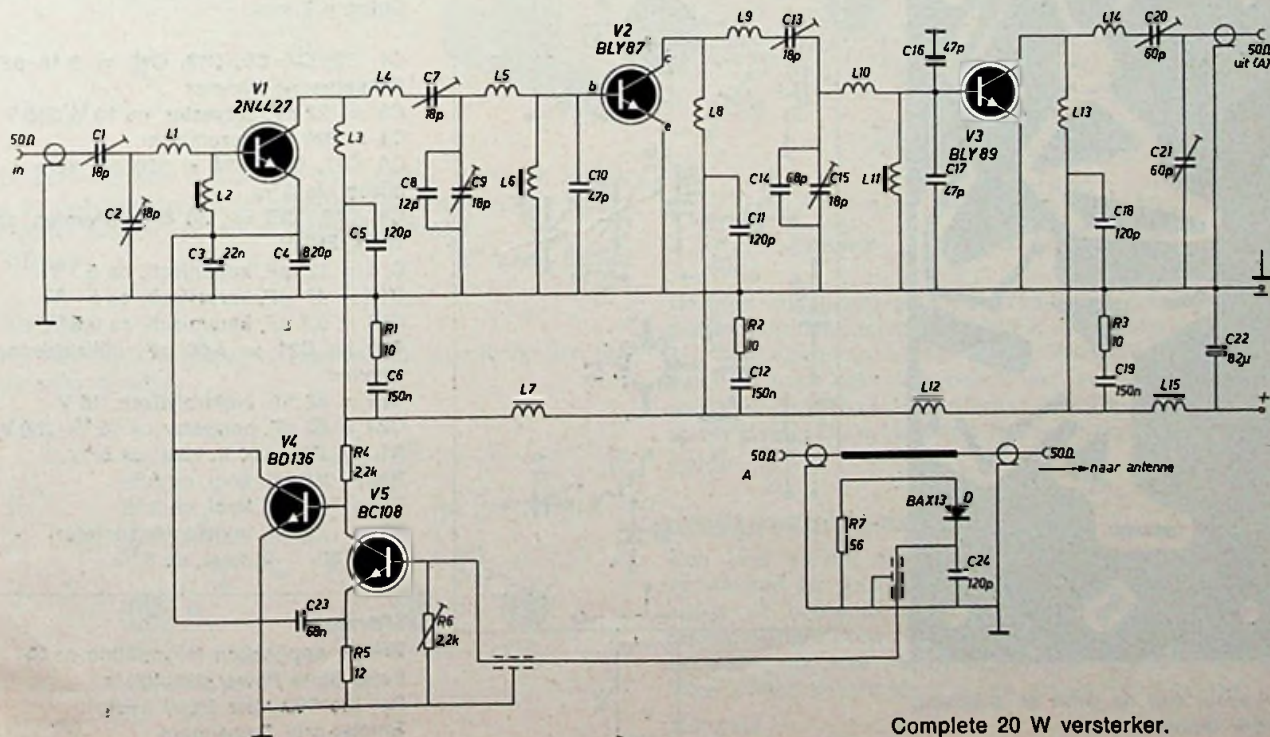 L9
C13
18p
L14
C20
60p
50Ω
uit (A)
V2
BLY87
C16
47p
V1
2N4427
L4
C7
18p
L5
b
c
e
L8
L10
V3
BLY89
L13
50Ω
in
C1
18p
L1
L3
C2
18p
L2
C8
12p
C9
18p
L6
C10
47p
C14
68p
C15
18p
L11
C17
47p
C21
60p
C3
22n
C4
820p
C5
120p
C11
120p
C18
120p
R1
10
R2
10
R3
10
C22
82µ
C6
150n
L7
C12
150n
L12
C19
150n
L15
+
V4
BD136
R4
2,2k
V5
BC108
50Ω
A
50Ω
naar antenne
R7
56
BAX13
D
C24
120p
C23
68n
R6
2,2k
R5
12
Complete 20 W versterker.